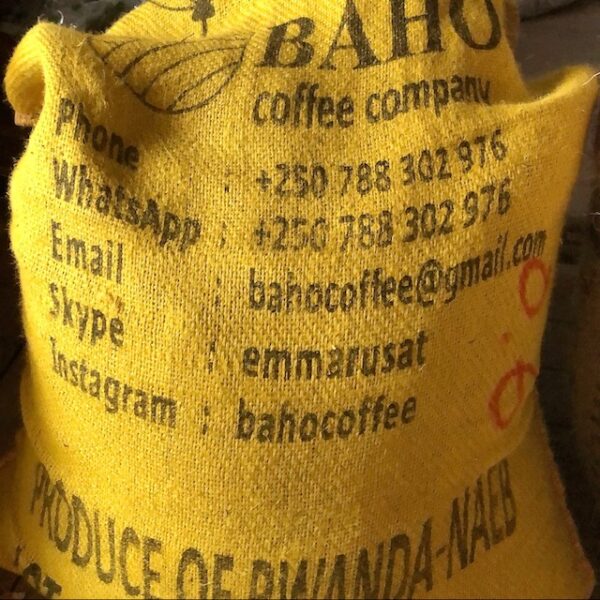 BAHO
coffee company
Phone : +250 788 302 976
WhatsApp : +250 788 302 976
Email : bahocoffee@gmail.com
Skype : emmarusat
Instagram : bahocoffee
PRODUCE OF RWANDA-NAEB